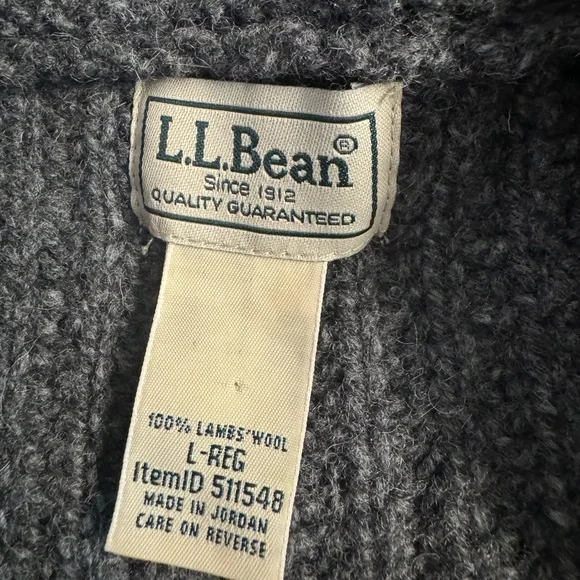 L.L.Bean®
Since 1912
QUALITY GUARANTEED
100% LAMBS' WOOL
L-REG
ItemID 511548
MADE IN JORDAN
CARE ON REVERSE